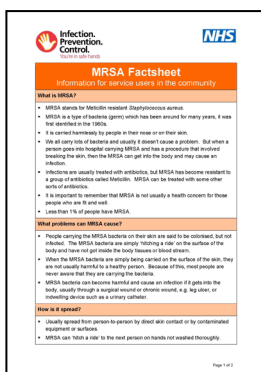 Infection.
Prevention.
Control.
You're in safe hands
NHS
MRSA Factsheet
Information for service users in the community
What is MRSA?
• MRSA stands for Meticillin resistant Staphylococcus aureus.
• MRSA is a type of bacteria (germ) which has been around for many years, it was
first identified in the 1960s.
• It is carried harmlessly by people in their nose or on their skin.
• We all carry lots of bacteria and usually it doesn't cause a problem. But when a
person goes into hospital carrying MRSA and has a procedure that involved
breaking the skin, then the MRSA can get into the body and may cause an
infection.
• Infections are usually treated with antibiotics, but MRSA has become resistant to
a group of antibiotics called Meticillin. MRSA can be treated with some other
sorts of antibiotics.
• It is important to remember that MRSA is not usually a health concern for those
people who are fit and well.
• Less than 1% of people have MRSA.
What problems can MRSA cause?
• People carrying the MRSA bacteria on their skin are said to be colonised, but not
infected. The MRSA bacteria are simply 'hitching a ride' on the surface of the
body and have not got inside the body tissues or blood stream.
• When the MRSA bacteria are simply being carried on the surface of the skin, they
are not usually harmful to a healthy person. Because of this, most people are
never aware that they are carrying the bacteria.
• MRSA bacteria can become harmful and cause an infection if it gets into the
body, usually through a surgical wound or chronic wound, e.g. leg ulcer, or
indwelling device such as a urinary catheter.
How is it spread?
• Usually spread from person-to-person by direct skin contact or by contaminated
equipment or surfaces.
• MRSA can 'hitch a ride' to the next person on hands not washed thoroughly.
Page 1 of 2